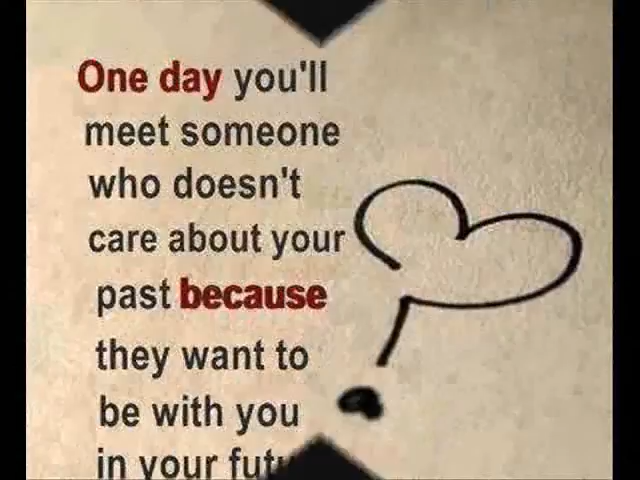 One day you'll
meet someone
who doesn't
care about your
past because
they want to
be with you
in your